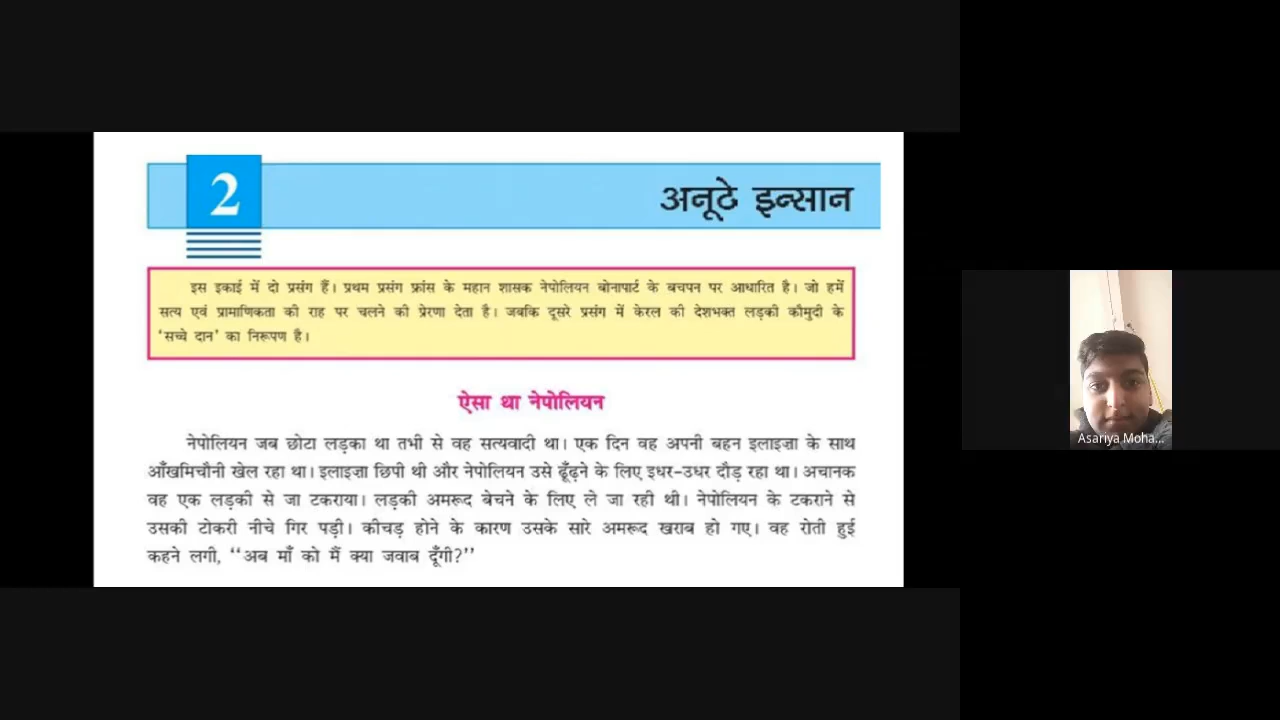 2
अनूठे इन्सान
इस इकाई में दो प्रसंग हैं। प्रथम प्रसंग फ्रांस के महान शासक नेपोलियन बोनापार्ट के बचपन पर आधारित है। जो हमें
सत्य एवं प्रामाणिकता की राह पर चलने की प्रेरणा देता है। जबकि दूसरे प्रसंग में केरल की देशभक्त लड़की कौमुदी के
‘सच्चे दान’ का निरूपण है।
ऐसा था नेपोलियन
नेपोलियन जब छोटा लड़का था तभी से वह सत्यवादी था। एक दिन वह अपनी बहन इलाइज़ा के साथ
आँखमिचौनी खेल रहा था। इलाइज़ा छिपी थी और नेपोलियन उसे ढूँढ़ने के लिए इधर-उधर दौड़ रहा था। अचानक
वह एक लड़की से जा टकराया। लड़की अमरूद बेचने के लिए ले जा रही थी। नेपोलियन के टकराने से
उसकी टोकरी नीचे गिर पड़ी। कीचड़ होने के कारण उसके सारे अमरूद खराब हो गए। वह रोती हुई
कहने लगी, ‘‘अब माँ को मैं क्या जवाब दूँगी?’’
Asariya Moha...